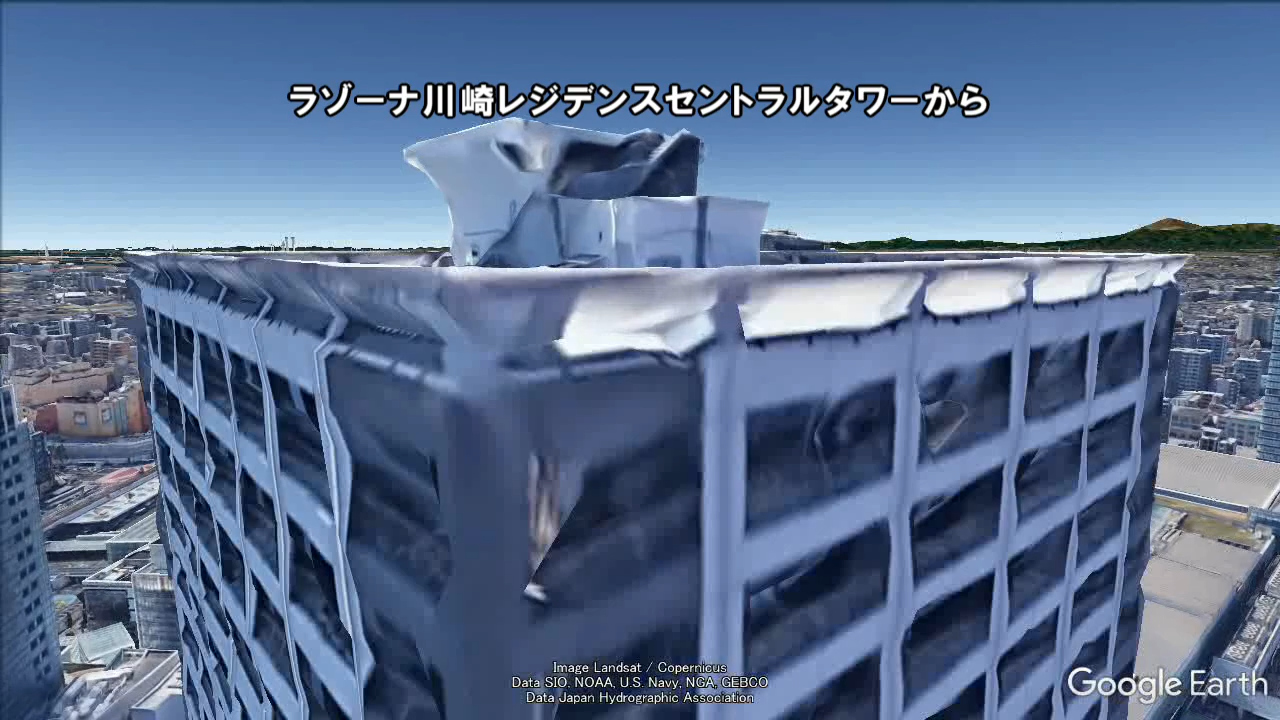 ラゾーナ川崎レジデンスセントラルタワーから
Image Landsat / Copernicus
Data SIO, NOAA, U.S. Navy, NGA, GEBCO
Data Japan Hydrographic Association
Google Earth